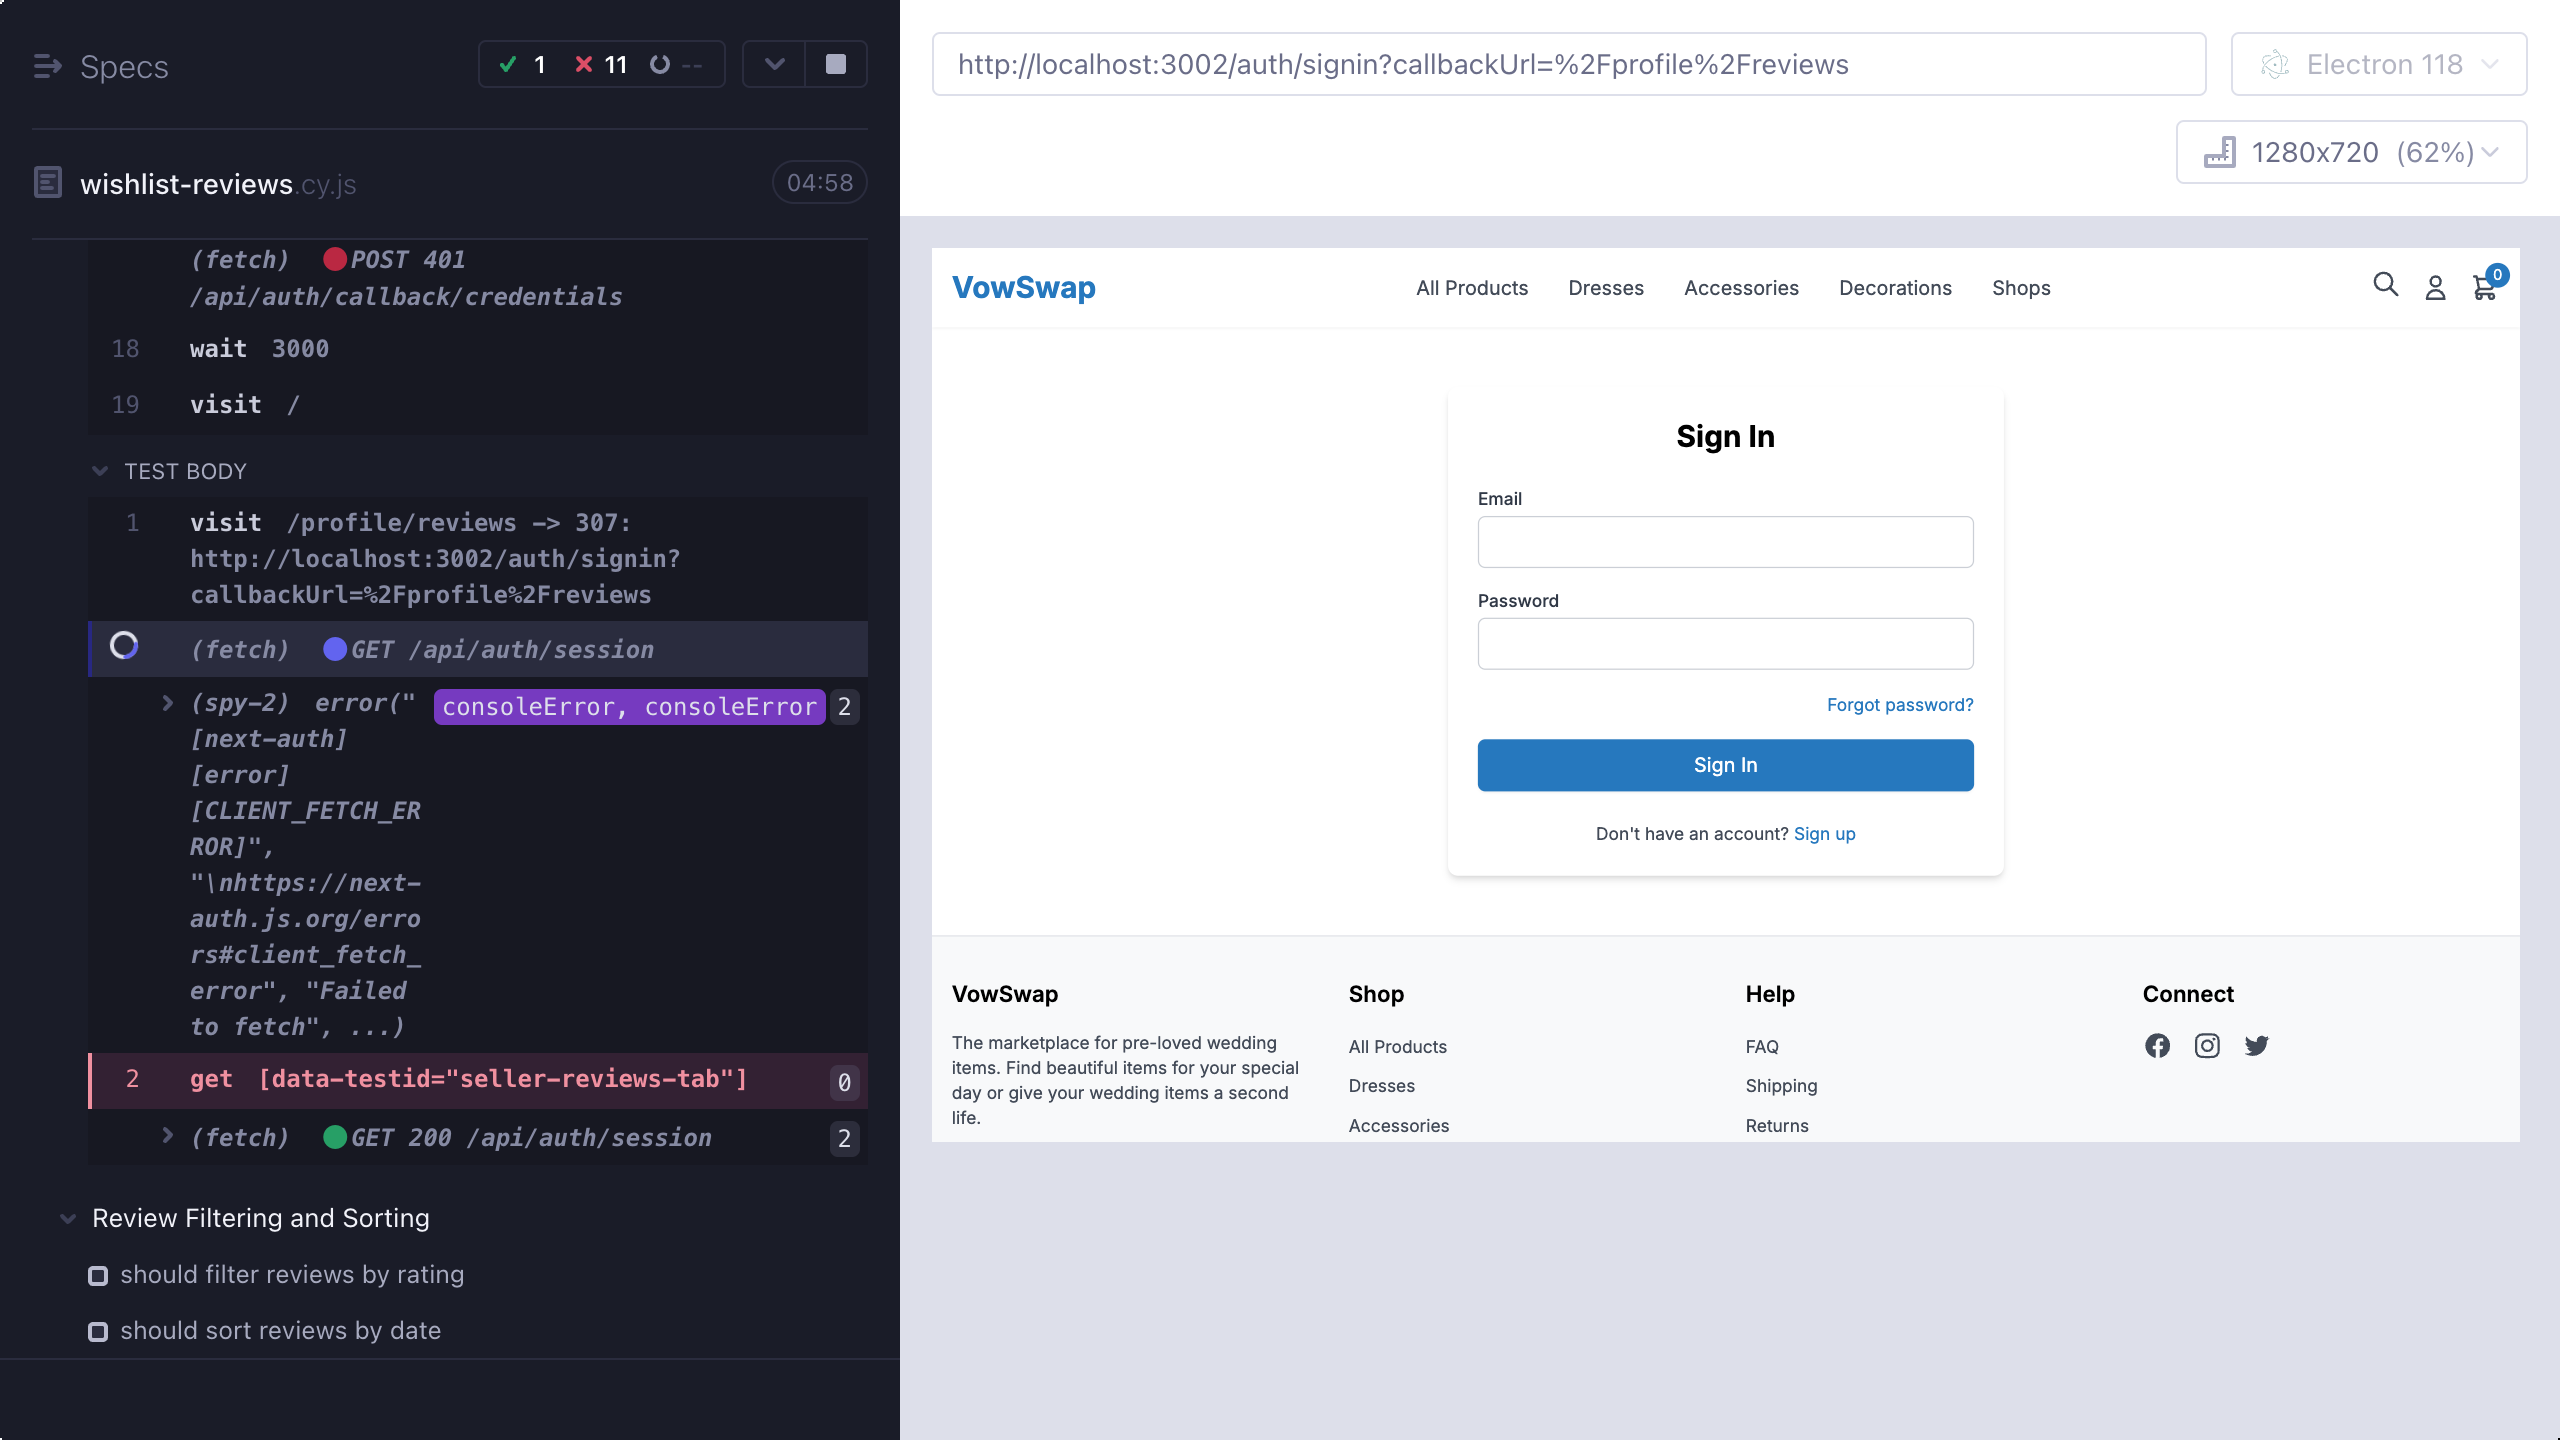 Specs
1 11 --
wishlist-reviews.cy.js
04:58
(fetch) POST 401
/api/auth/callback/credentials
18 wait 3000
19 visit /
TEST BODY
1 visit /profile/reviews -> 307:
http://localhost:3002/auth/signin?
callbackUrl=%2Fprofile%2Freviews
(fetch) GET /api/auth/session
(spy-2) error(" consoleError, consoleError 2
[next-auth]
[error]
[CLIENT_FETCH_ER
ROR]",
"\nhttps://next-
auth.js.org/erro
rs#client_fetch_
error", "Failed
to fetch", ...)
2 get [data-testid="seller-reviews-tab"] 0
(fetch) GET 200 /api/auth/session 2
Review Filtering and Sorting
should filter reviews by rating
should sort reviews by date
http://localhost:3002/auth/signin?callbackUrl=%2Fprofile%2Freviews
Electron 118
1280x720 (62%)
VowSwap
All Products Dresses Accessories Decorations Shops
0
Sign In
Email
Password
Forgot password?
Sign In
Don't have an account? Sign up
VowSwap
The marketplace for pre-loved wedding
items. Find beautiful items for your special
day or give your wedding items a second
life.
Shop
All Products
Dresses
Accessories
Help
FAQ
Shipping
Returns
Connect